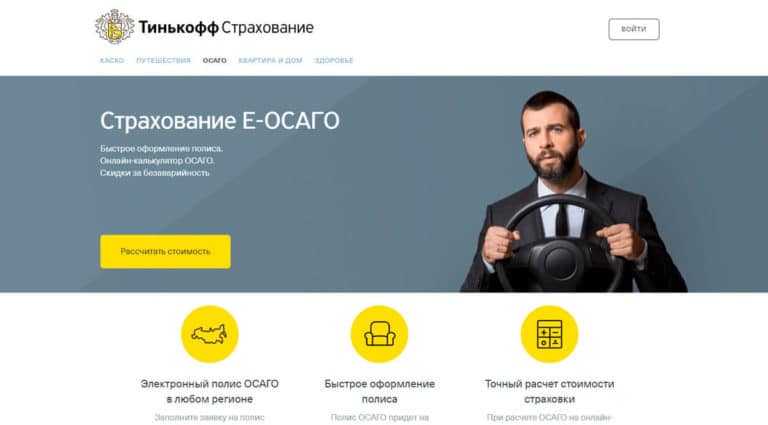 Тинькофф Страхование
ВОЙТИ
КАСКО ПУТЕШЕСТВИЯ ОСАГО КВАРТИРА И ДОМ ЗДОРОВЬЕ
Страхование Е-ОСАГО
Быстрое оформление полиса.
Онлайн-калькулятор ОСАГО.
Скидки за безаварийность
Рассчитать стоимость
Электронный полис ОСАГО
в любом регионе
Заполните заявку на полис
Быстрое оформление
полиса
Полис ОСАГО придет на
Точный расчет стоимости
страховки
При расчете ОСАГО на онлайн-